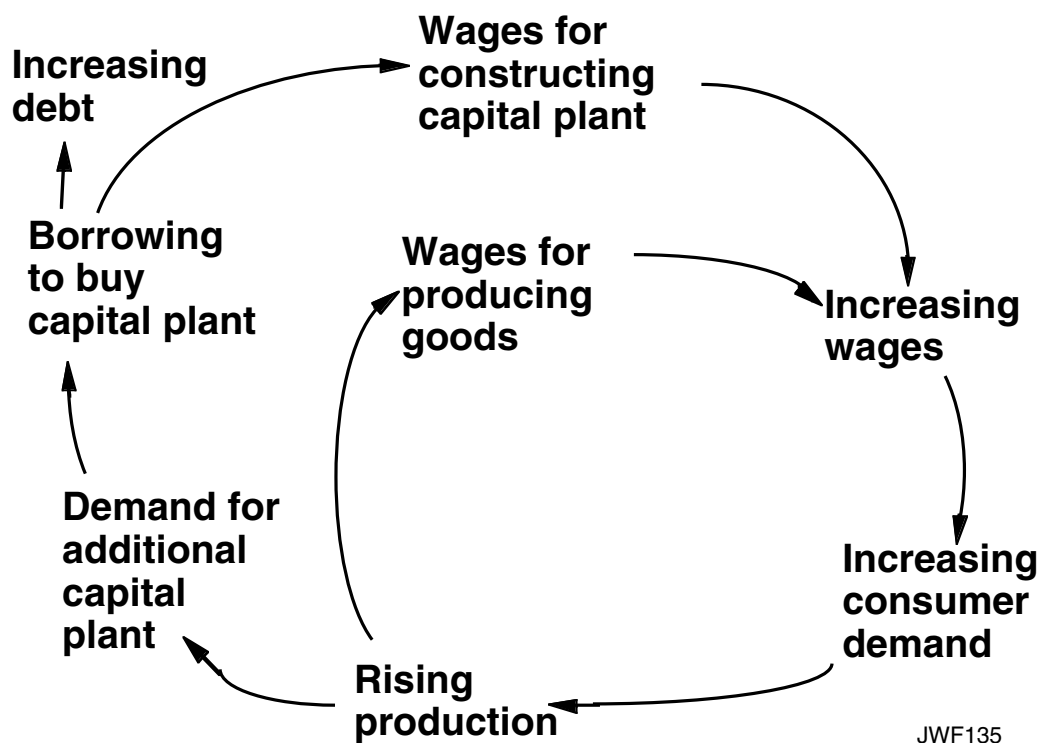 Increasing
debt
Wages for
constructing
capital plant
Borrowing
to buy
capital plant
Wages for
producing
goods
Increasing
wages
Demand for
additional
capital
plant
Increasing
consumer
demand
Rising
production
JWF135